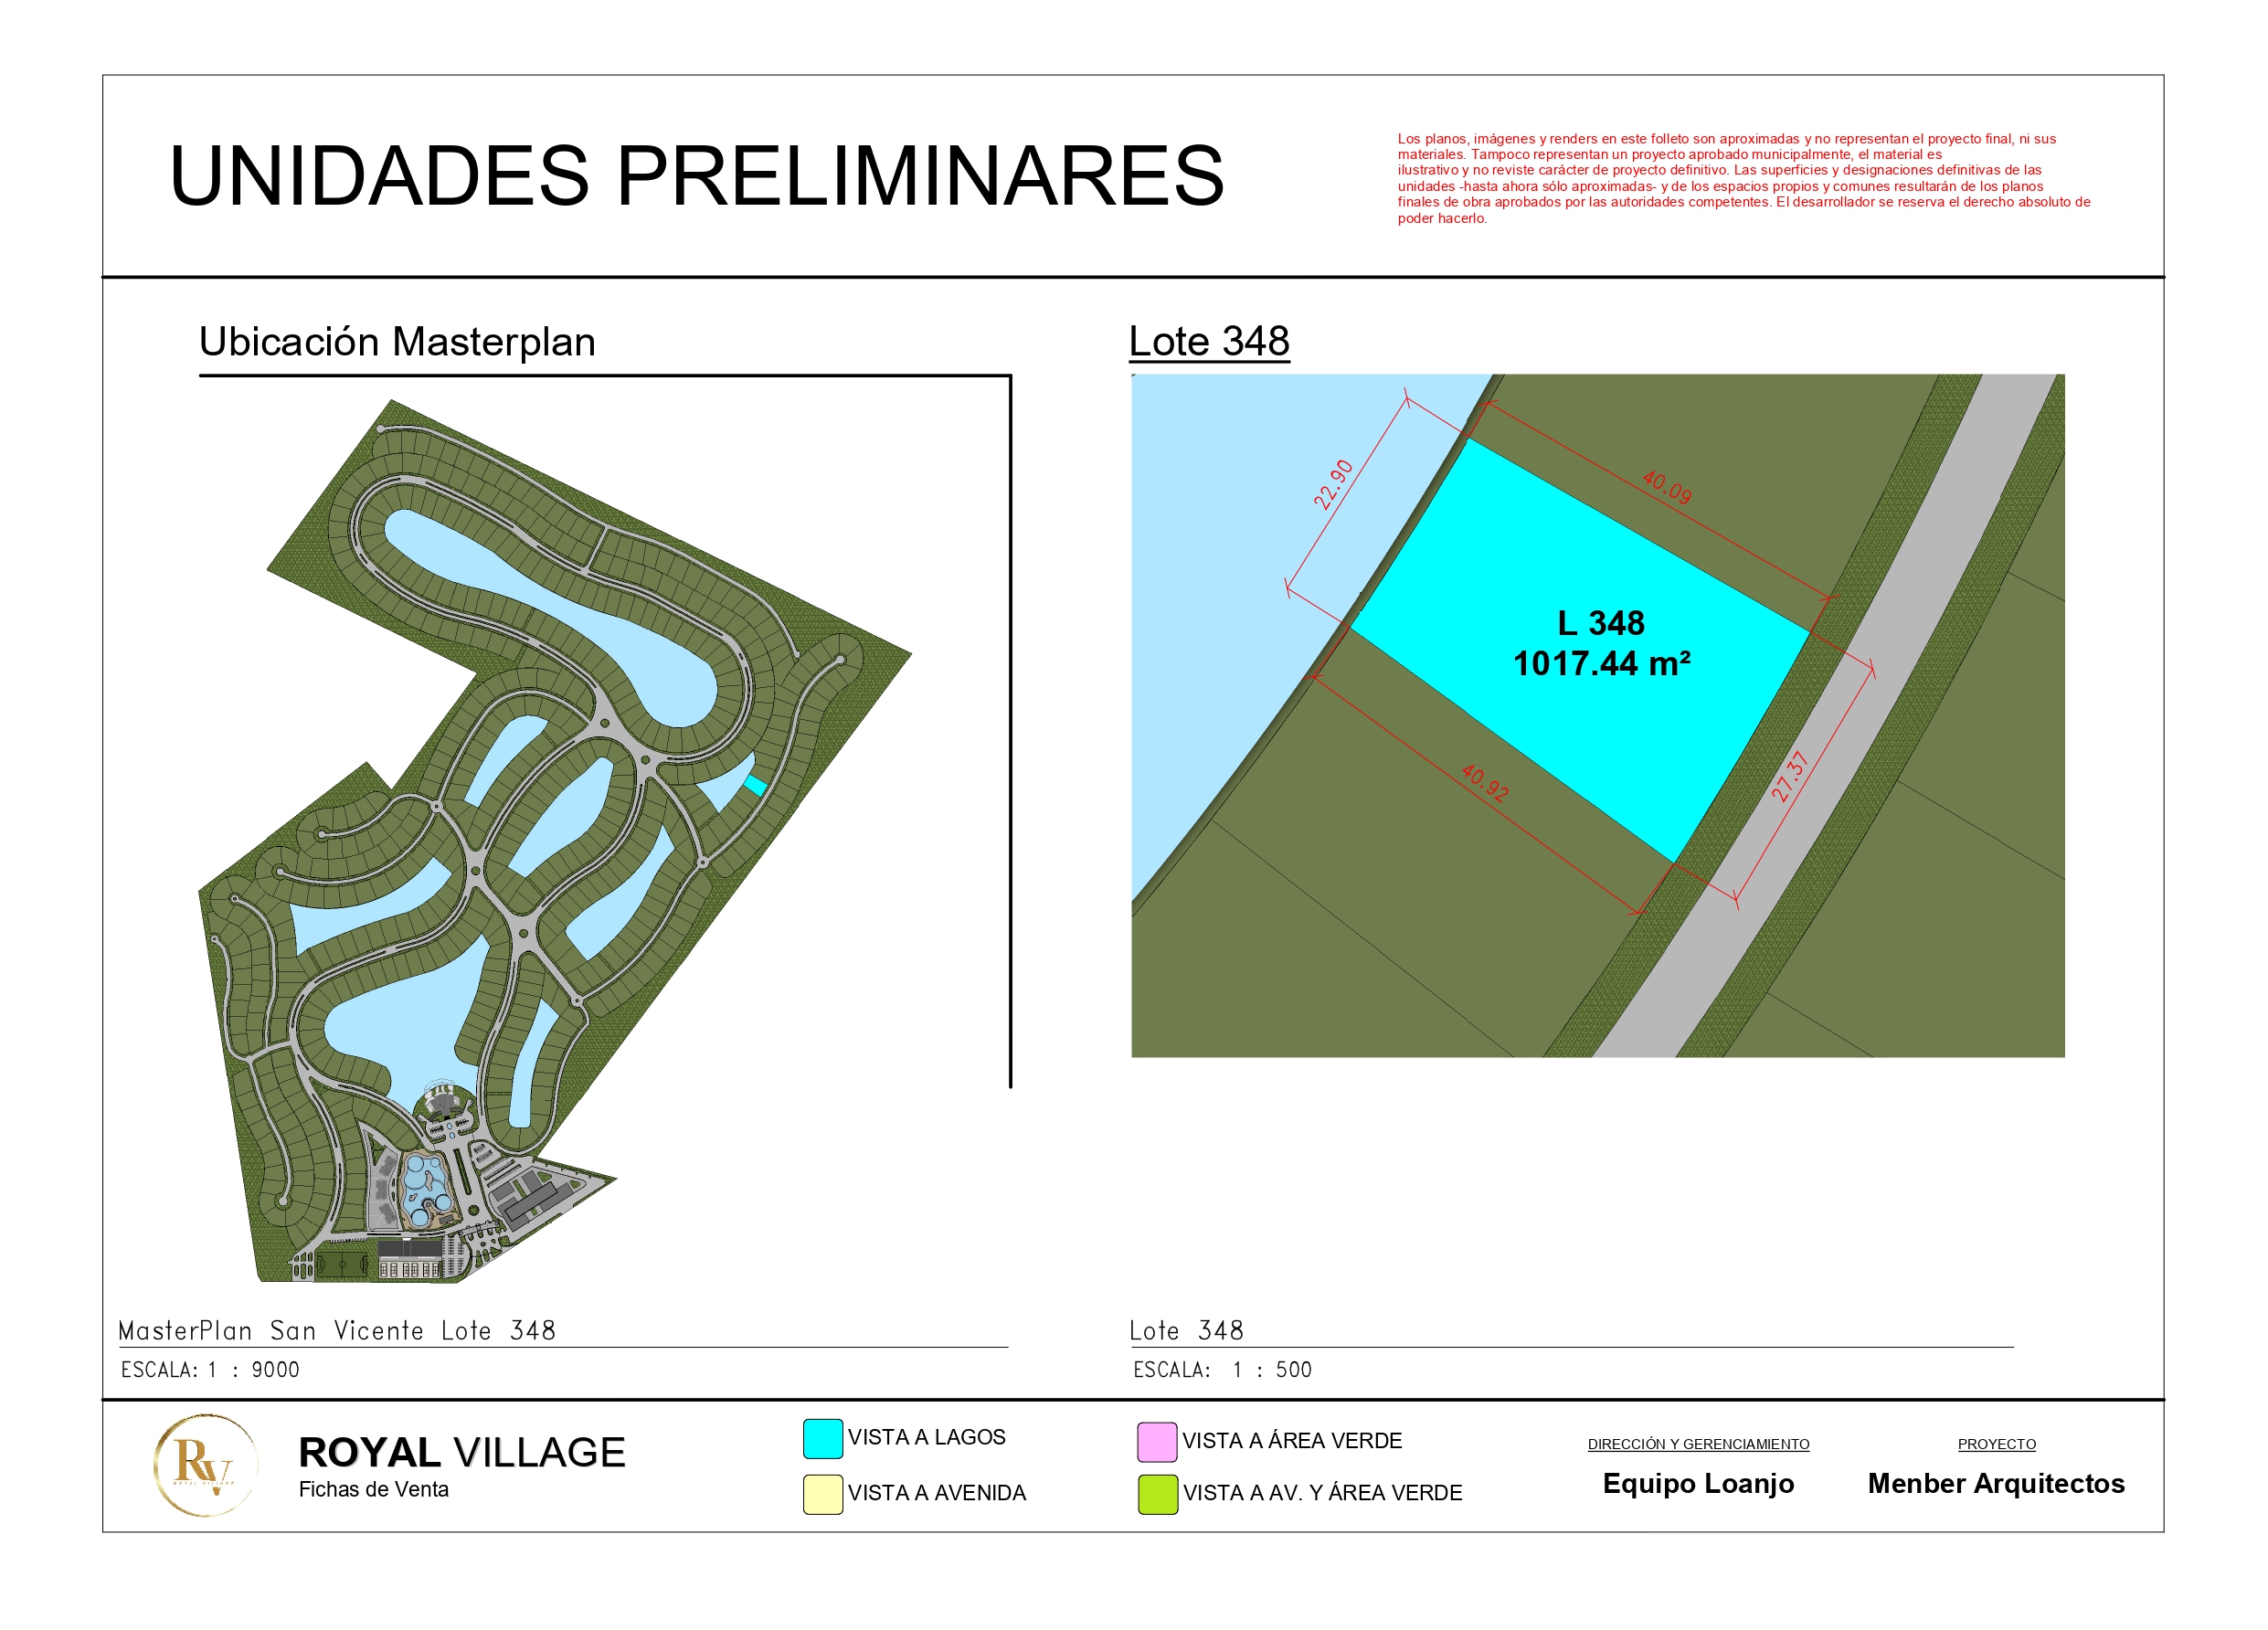 UNIDADES PRELIMINARES
Los planos, imágenes y renders en este folleto son aproximadas y no representan el proyecto final, ni sus
materiales. Tampoco representan un proyecto aprobado municipalmente, el material es
ilustrativo y no reviste carácter de proyecto definitivo. Las superficies y designaciones definitivas de las
unidades -hasta ahora sólo aproximadas- y de los espacios propios y comunes resultarán de los planos
finales de obra aprobados por las autoridades competentes. El desarrollador se reserva el derecho absoluto de
poder hacerlo.
Ubicación Masterplan
Lote 348
22.90
40.09
L 348
1017.44 m²
40.92
27.37
MasterPlan San Vicente Lote 348
ESCALA: 1 : 9000
Lote 348
ESCALA: 1 : 500
RV
ROYAL VILLAGE
ROYAL VILLAGE
Fichas de Venta
VISTA A LAGOS
VISTA A AVENIDA
VISTA A ÁREA VERDE
VISTA A AV. Y ÁREA VERDE
DIRECCIÓN Y GERENCIAMIENTO
Equipo Loanjo
PROYECTO
Menber Arquitectos